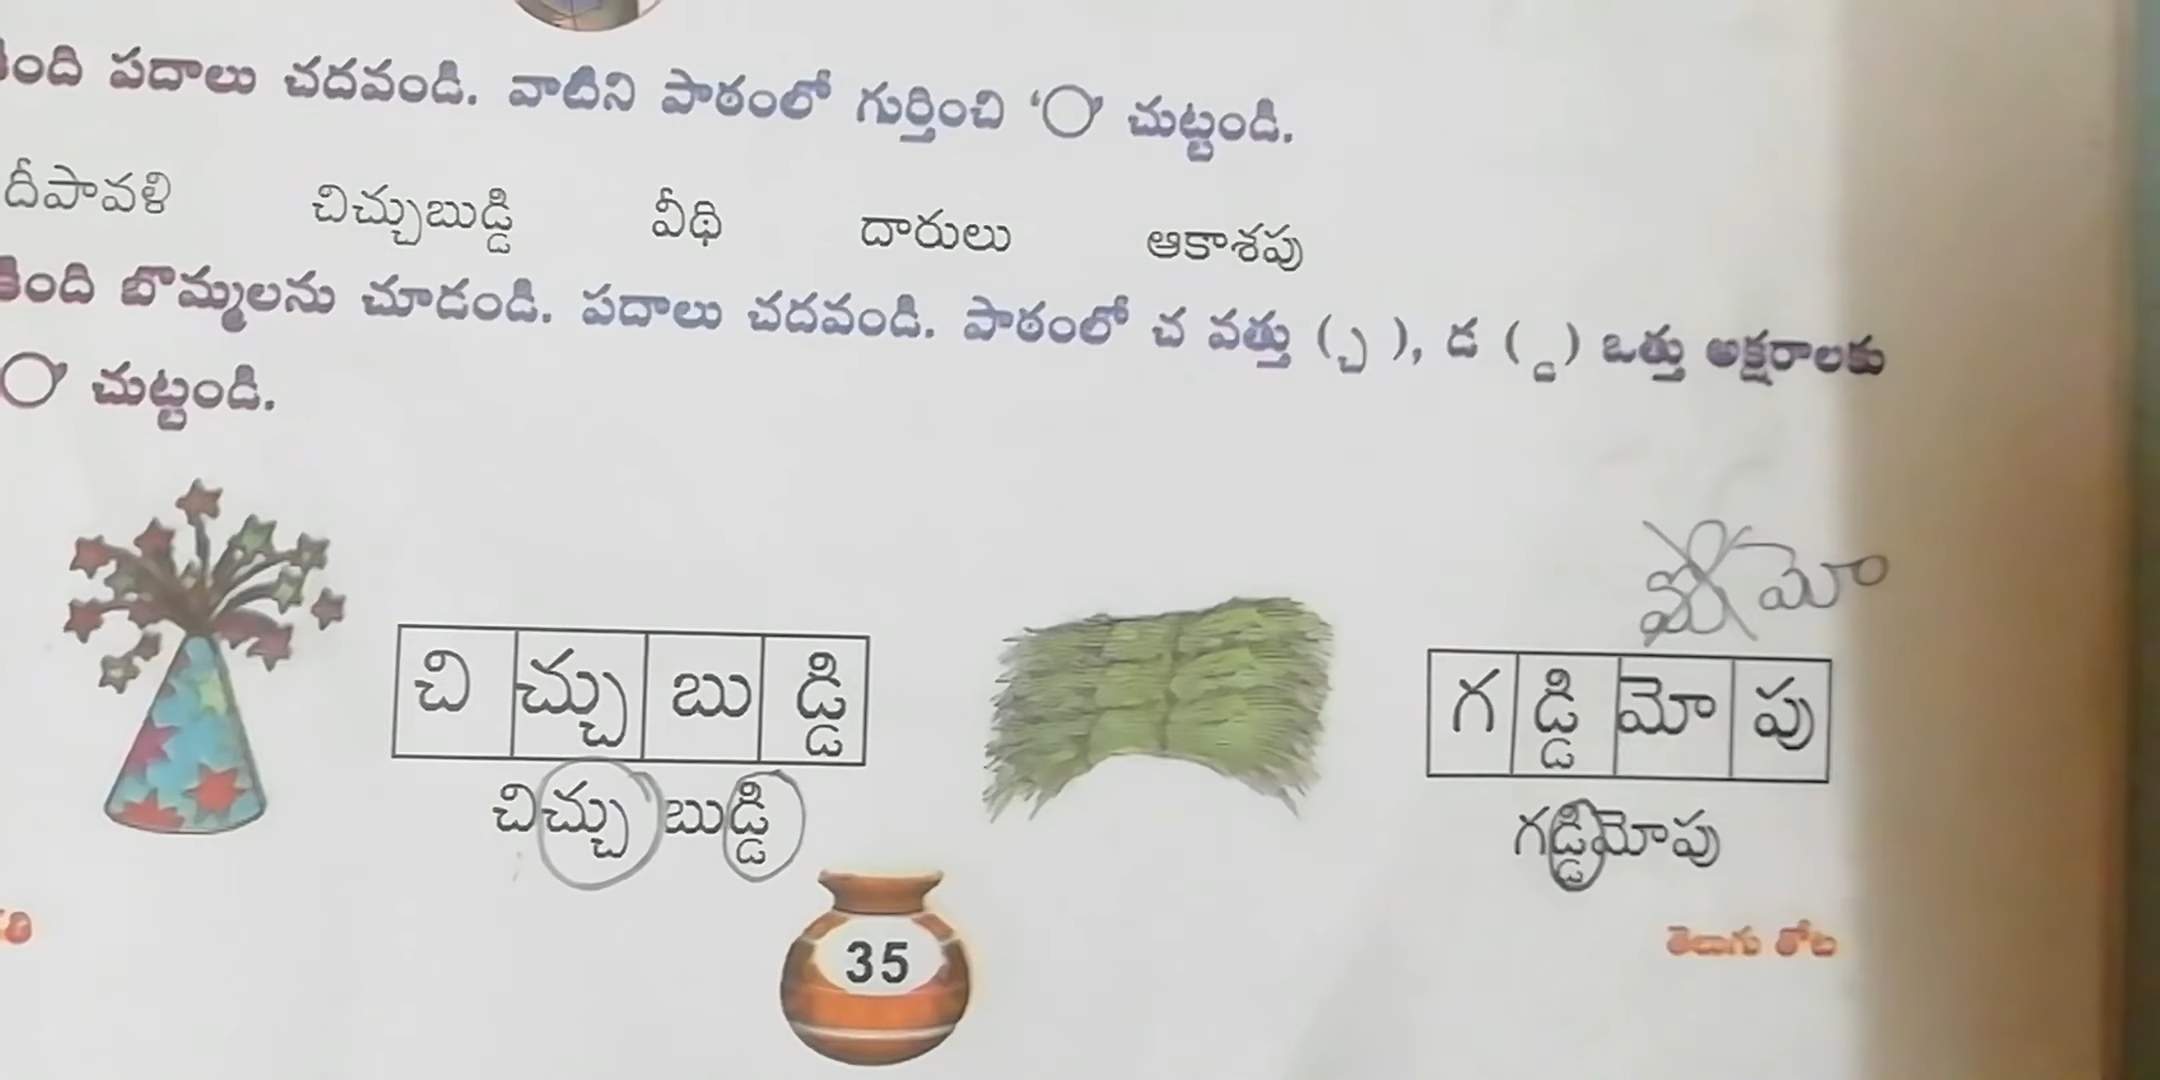 కింది పదాలు చదవండి. వాటిని పాఠంలో గుర్తించి 'O' చుట్టండి.
దీపావళి చిచ్చుబుడ్డి వీథి దారులు ఆకాశపు
కింది బొమ్మలను చూడండి. పదాలు చదవండి. పాఠంలో చ వత్తు ( ్చ ), డ ( ్డ ) ఒత్తు అక్షరాలకు
O' చుట్టండి.
మో
చి చ్చు బు డ్డి
గ డ్డి మో పు
చిచ్చుబుడ్డి
గడ్డిమోపు
35
తెలుగు తోట